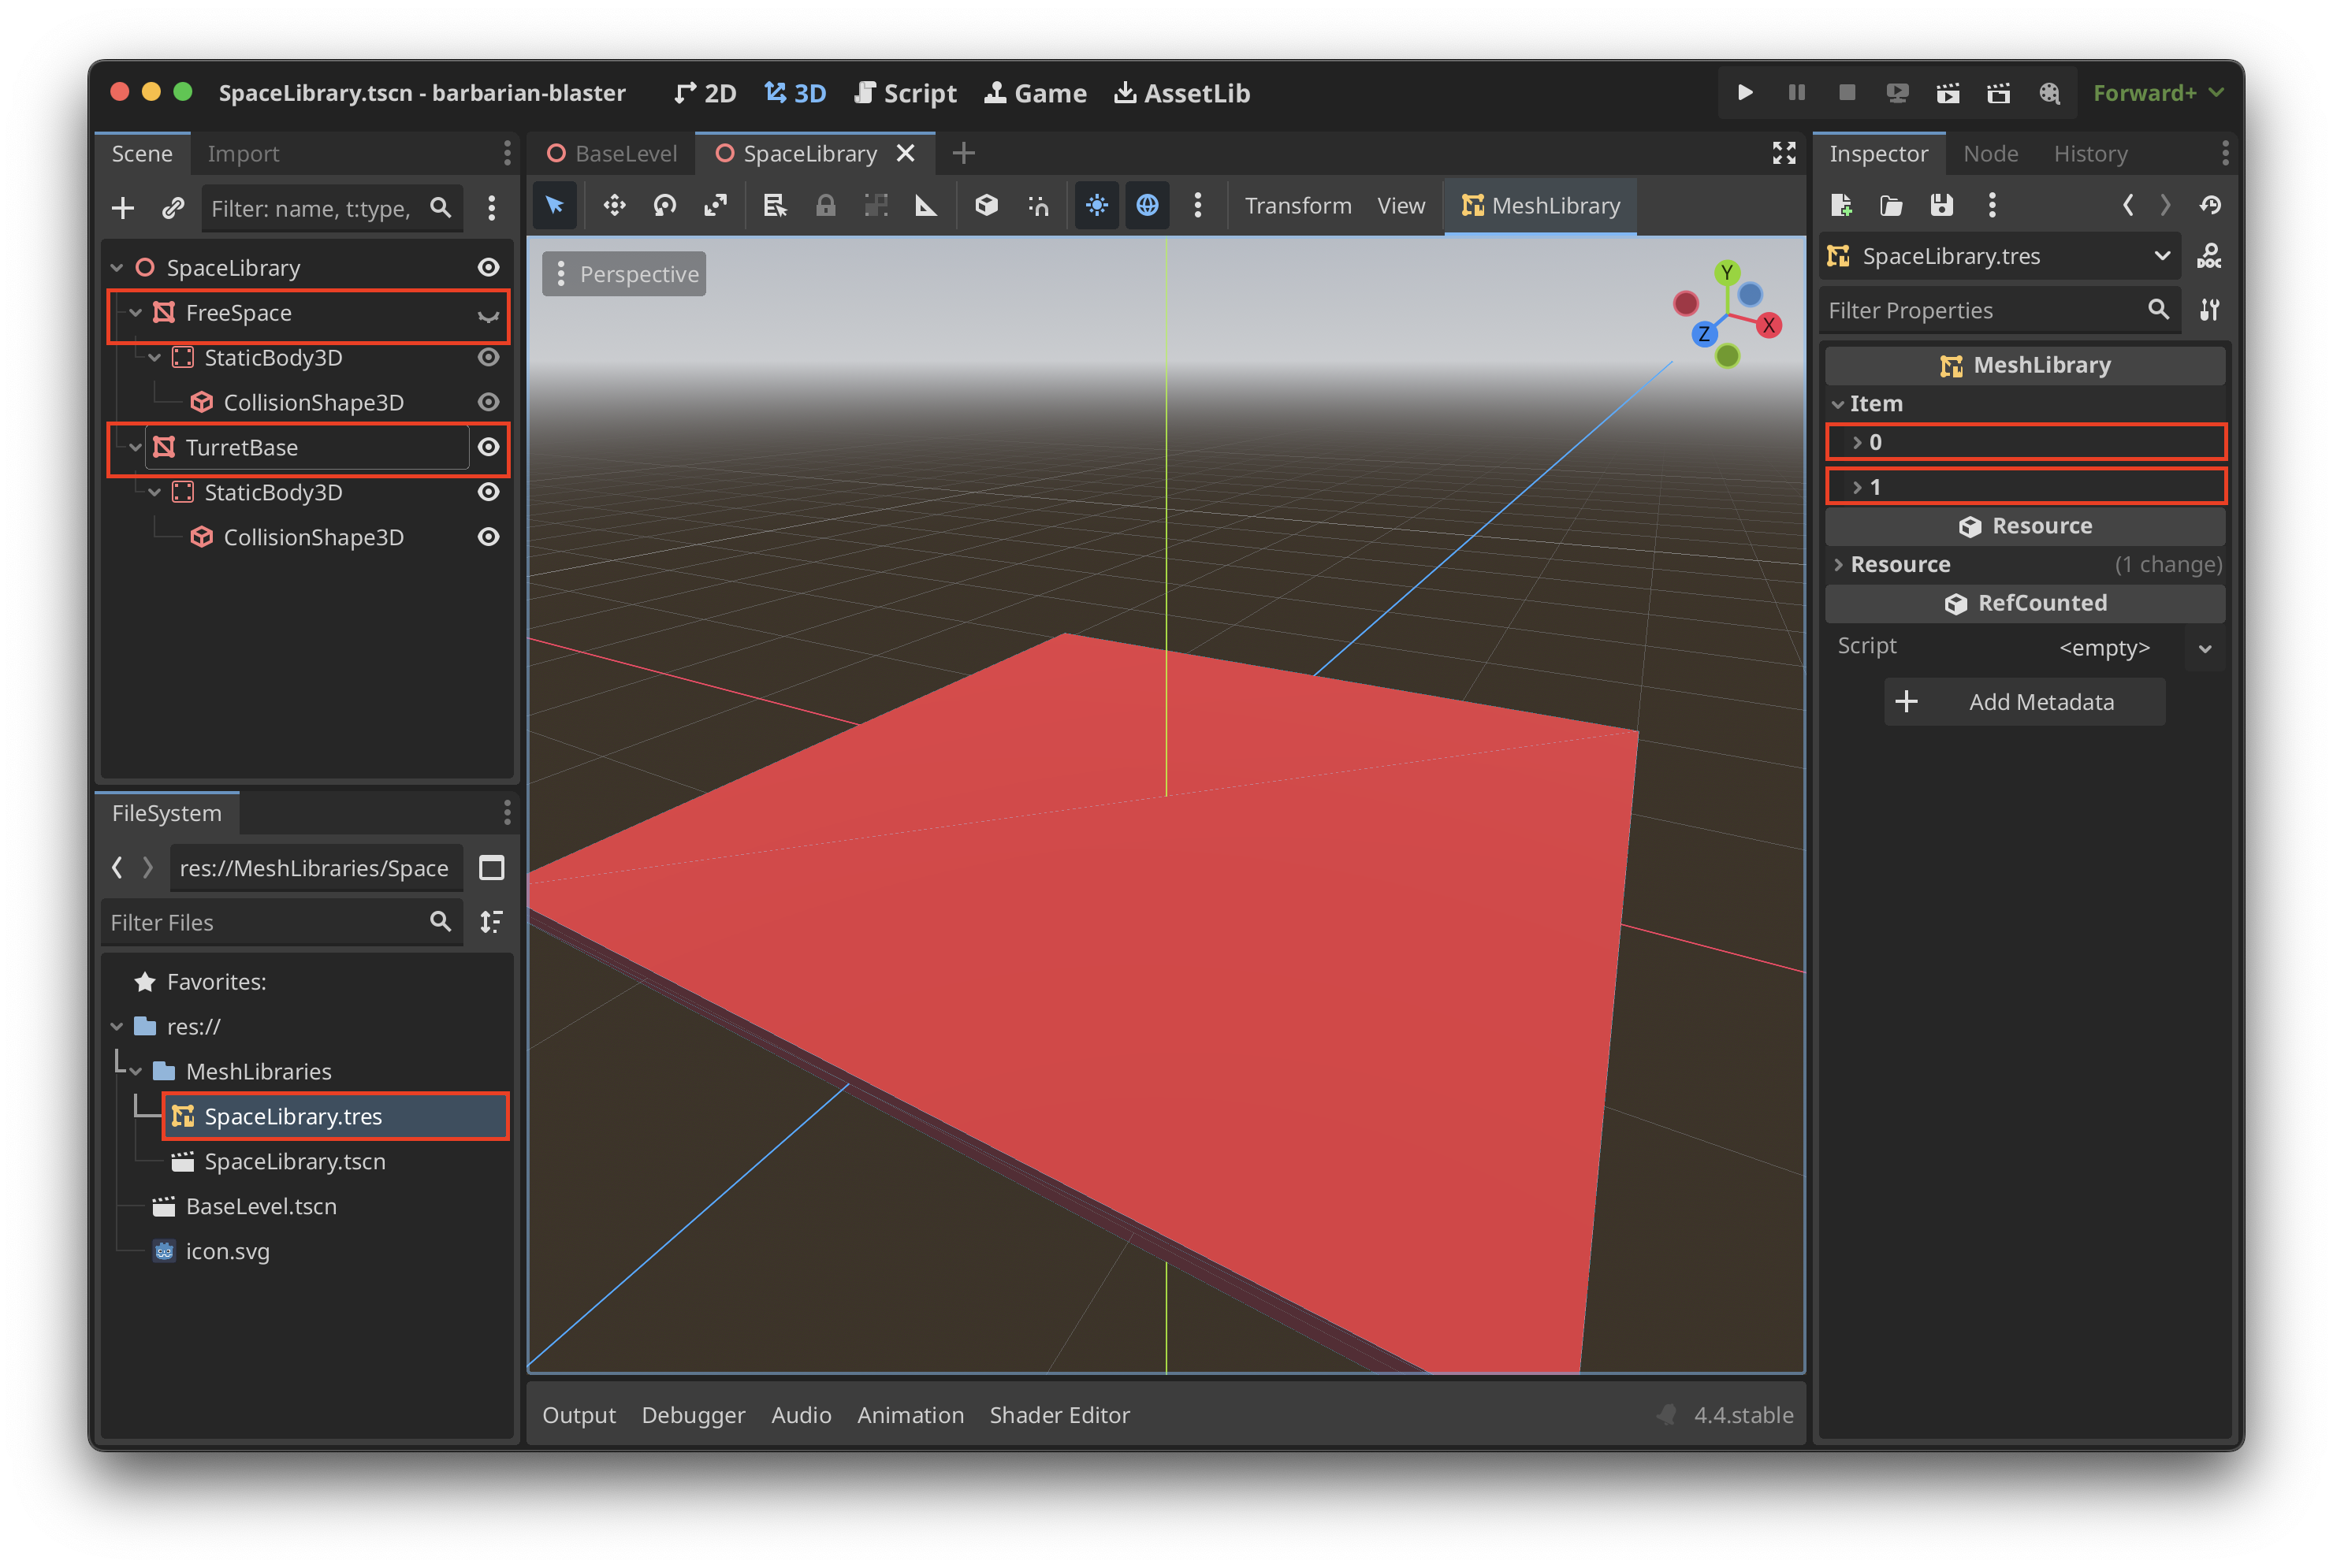 SpaceLibrary.tscn - barbarian-blaster
2D
3D
Script
Game
AssetLib
Forward+
Scene
Import
Filter: name, t:type,
SpaceLibrary
FreeSpace
StaticBody3D
CollisionShape3D
TurretBase
StaticBody3D
CollisionShape3D
FileSystem
res://MeshLibraries/Space
Filter Files
Favorites:
res://
MeshLibraries
SpaceLibrary.tres
SpaceLibrary.tscn
BaseLevel.tscn
icon.svg
BaseLevel
SpaceLibrary
Transform
View
MeshLibrary
Perspective
Y
X
Z
Output
Debugger
Audio
Animation
Shader Editor
4.4.stable
Inspector
Node
History
SpaceLibrary.tres
DOC
Filter Properties
MeshLibrary
Item
0
1
Resource
Resource (1 change)
RefCounted
Script <empty>
Add Metadata